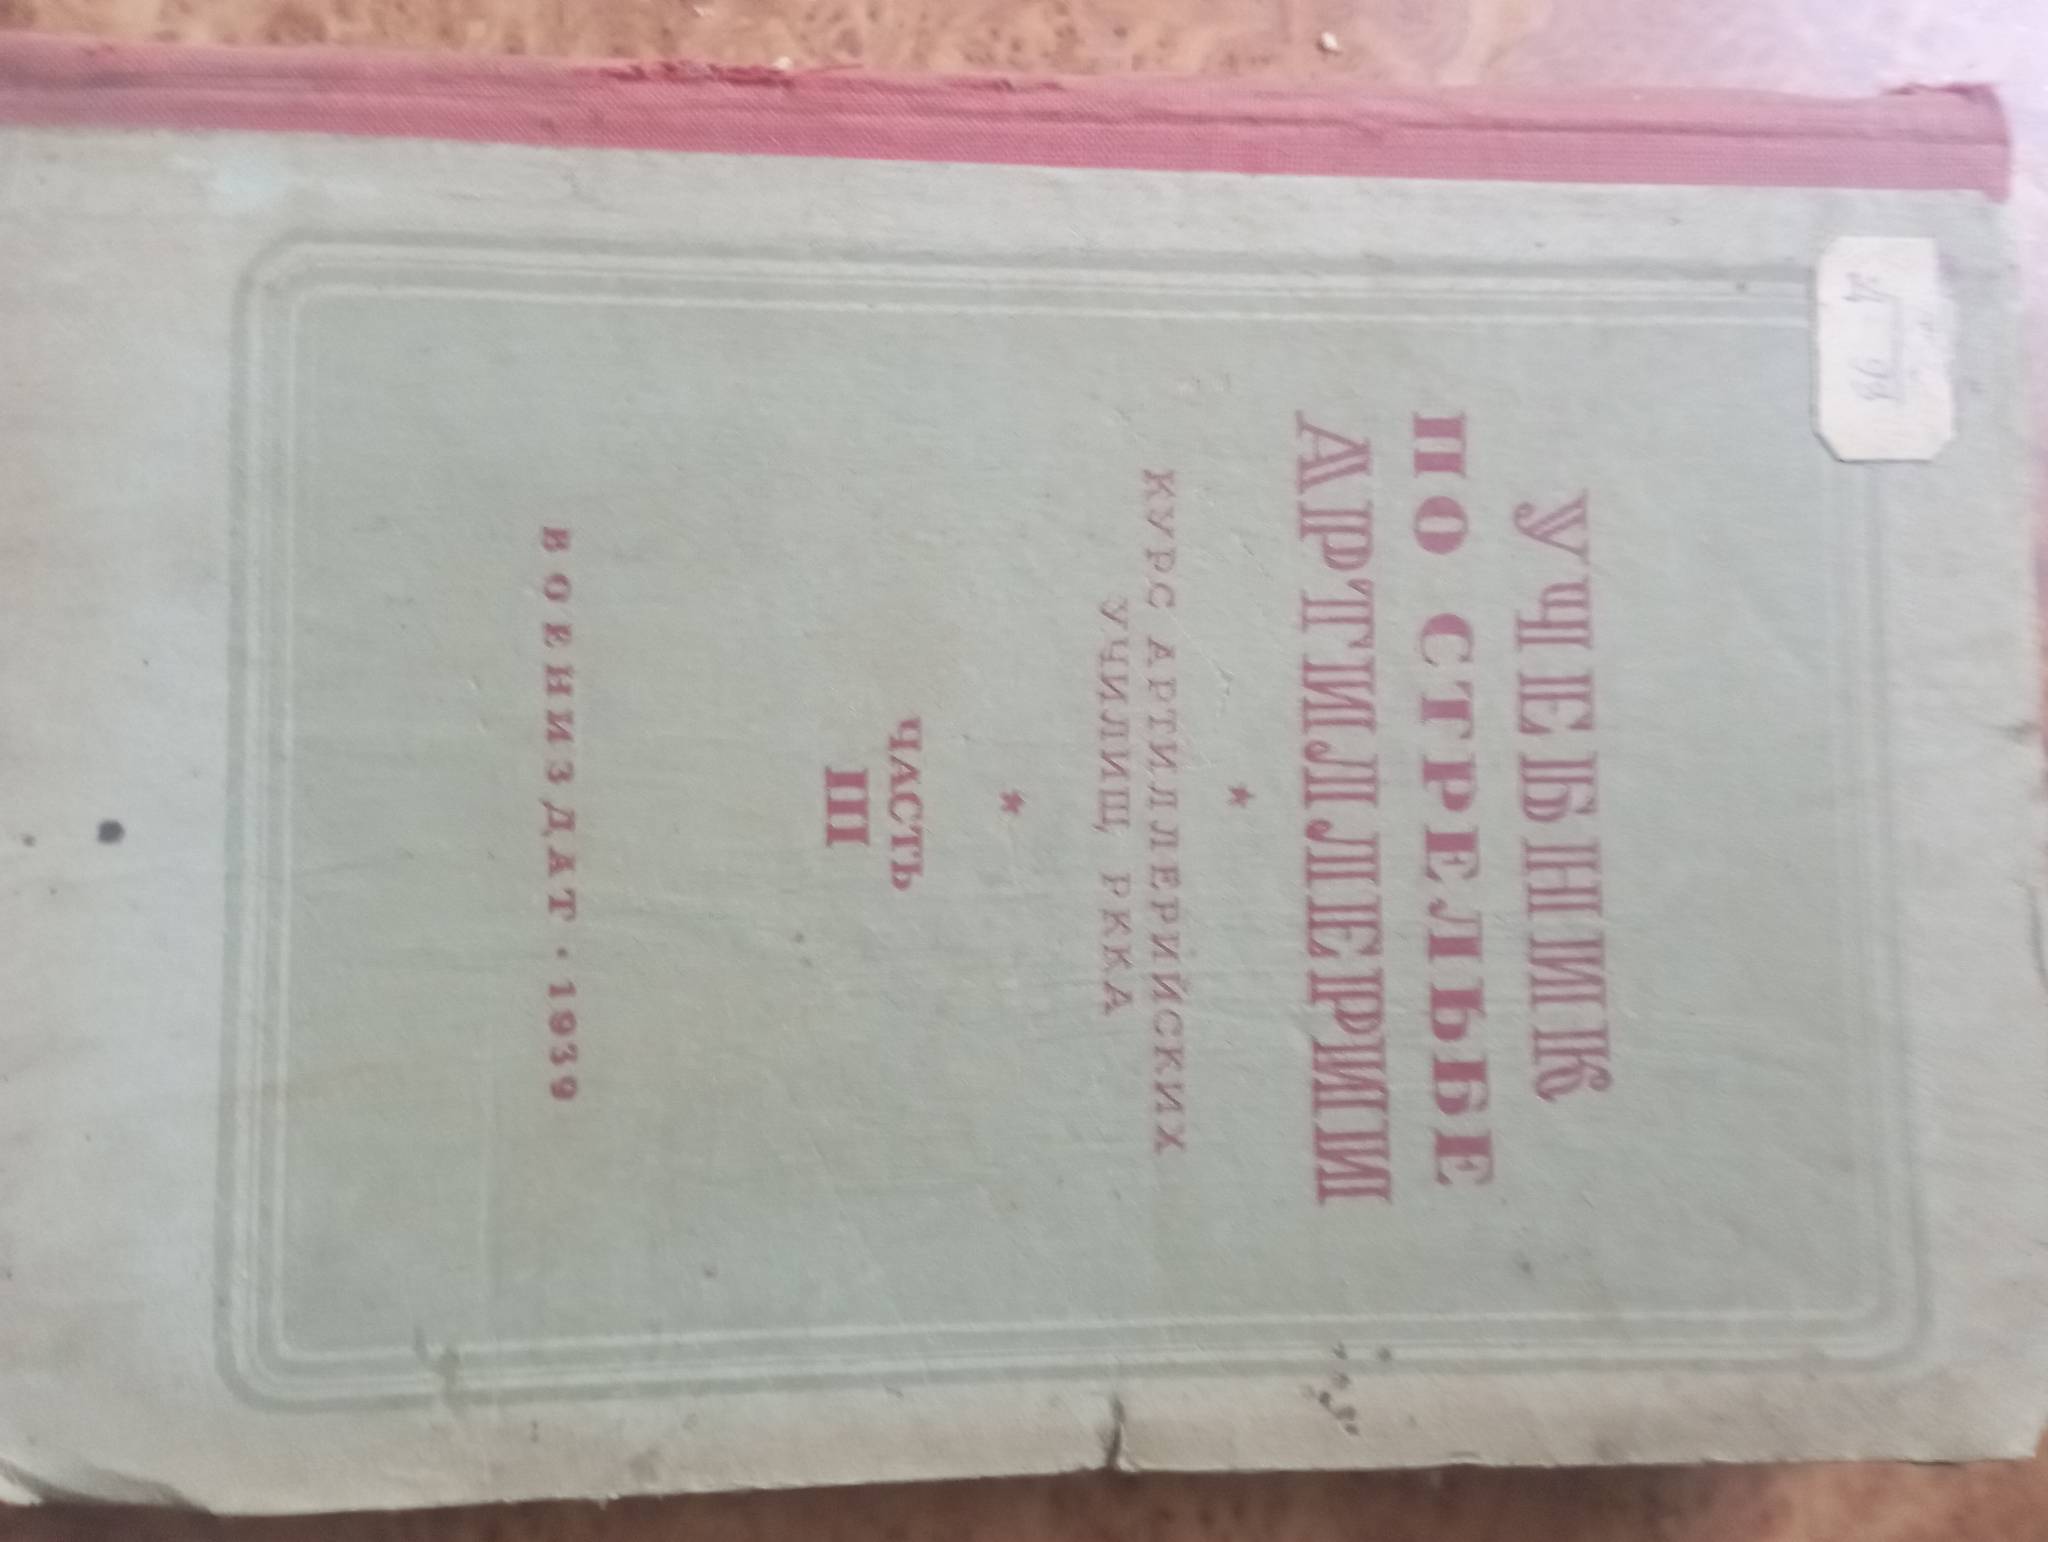 УЧЕБНИК
ПО СТРЕЛЬБЕ
АРТИЛЛЕРИИ
КУРС АРТИЛЛЕРИЙСКИХ
УЧИЛИЩ РККА
ЧАСТЬ
III
ВОЕНИЗДАТ · 1939